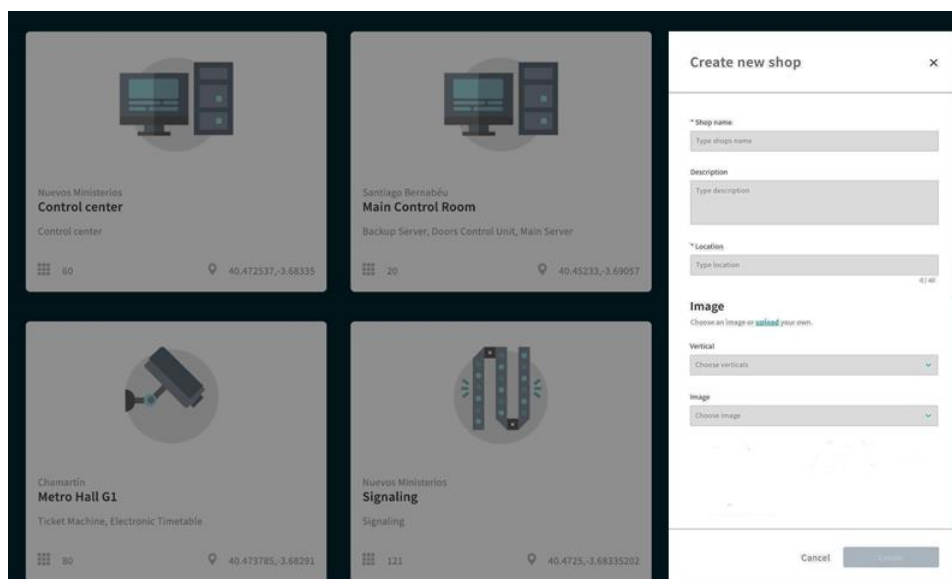 Nuevos Ministerios
Control center
Control center
60
40.472537,-3.68335
Santiago Bernabéu
Main Control Room
Backup Server, Doors Control Unit, Main Server
20
40.45233,-3.69057
Chamartín
Metro Hall G1
Ticket Machine, Electronic Timetable
80
40.473785,-3.68291
Nuevos Ministerios
Signaling
Signaling
121
40.4725,-3.68335202
Create new shop
* Shop name
Type shops name
Description
Type description
* Location
Type location
0 / 40
Image
Choose an image or upload your own.
Vertical
Choose verticals
Image
Choose image
Cancel
Create